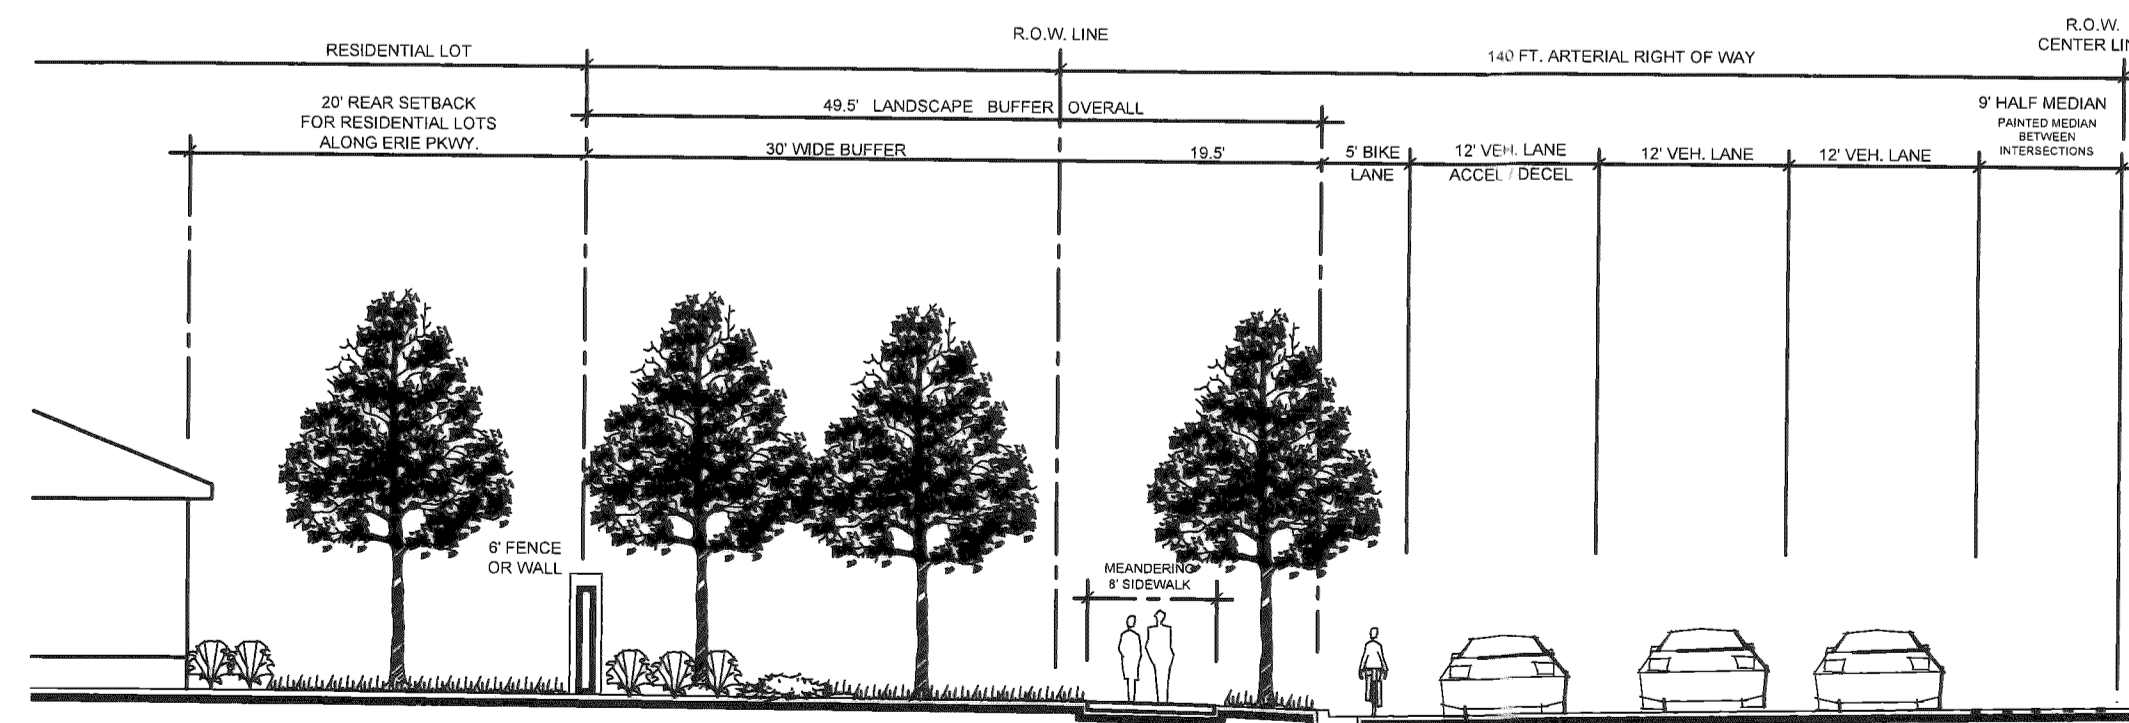 R.O.W. LINE
R.O.W.
CENTER LIN
RESIDENTIAL LOT
140 FT. ARTERIAL RIGHT OF WAY
20' REAR SETBACK
FOR RESIDENTIAL LOTS
ALONG ERIE PKWY.
49.5' LANDSCAPE BUFFER OVERALL
9' HALF MEDIAN
PAINTED MEDIAN
BETWEEN
INTERSECTIONS
30' WIDE BUFFER
19.5'
5' BIKE
LANE
12' VEH. LANE
ACCEL / DECEL
12' VEH. LANE
12' VEH. LANE
6' FENCE
OR WALL
MEANDERING
8' SIDEWALK